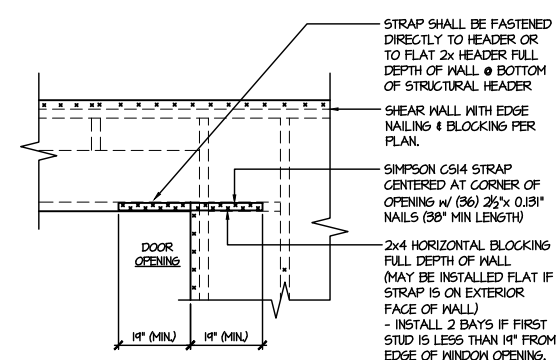 STRAP SHALL BE FASTENED
DIRECTLY TO HEADER OR
TO FLAT 2x HEADER FULL
DEPTH OF WALL @ BOTTOM
OF STRUCTURAL HEADER
SHEAR WALL WITH EDGE
NAILING & BLOCKING PER
PLAN.
SIMPSON CS14 STRAP
CENTERED AT CORNER OF
OPENING w/ (36) 2½"x 0.131"
NAILS (38" MIN LENGTH)
2x4 HORIZONTAL BLOCKING
FULL DEPTH OF WALL
(MAY BE INSTALLED FLAT IF
STRAP IS ON EXTERIOR
FACE OF WALL)
- INSTALL 2 BAYS IF FIRST
STUD IS LESS THAN 19" FROM
EDGE OF WINDOW OPENING.
DOOR
OPENING
19" (MIN.) 19" (MIN.)